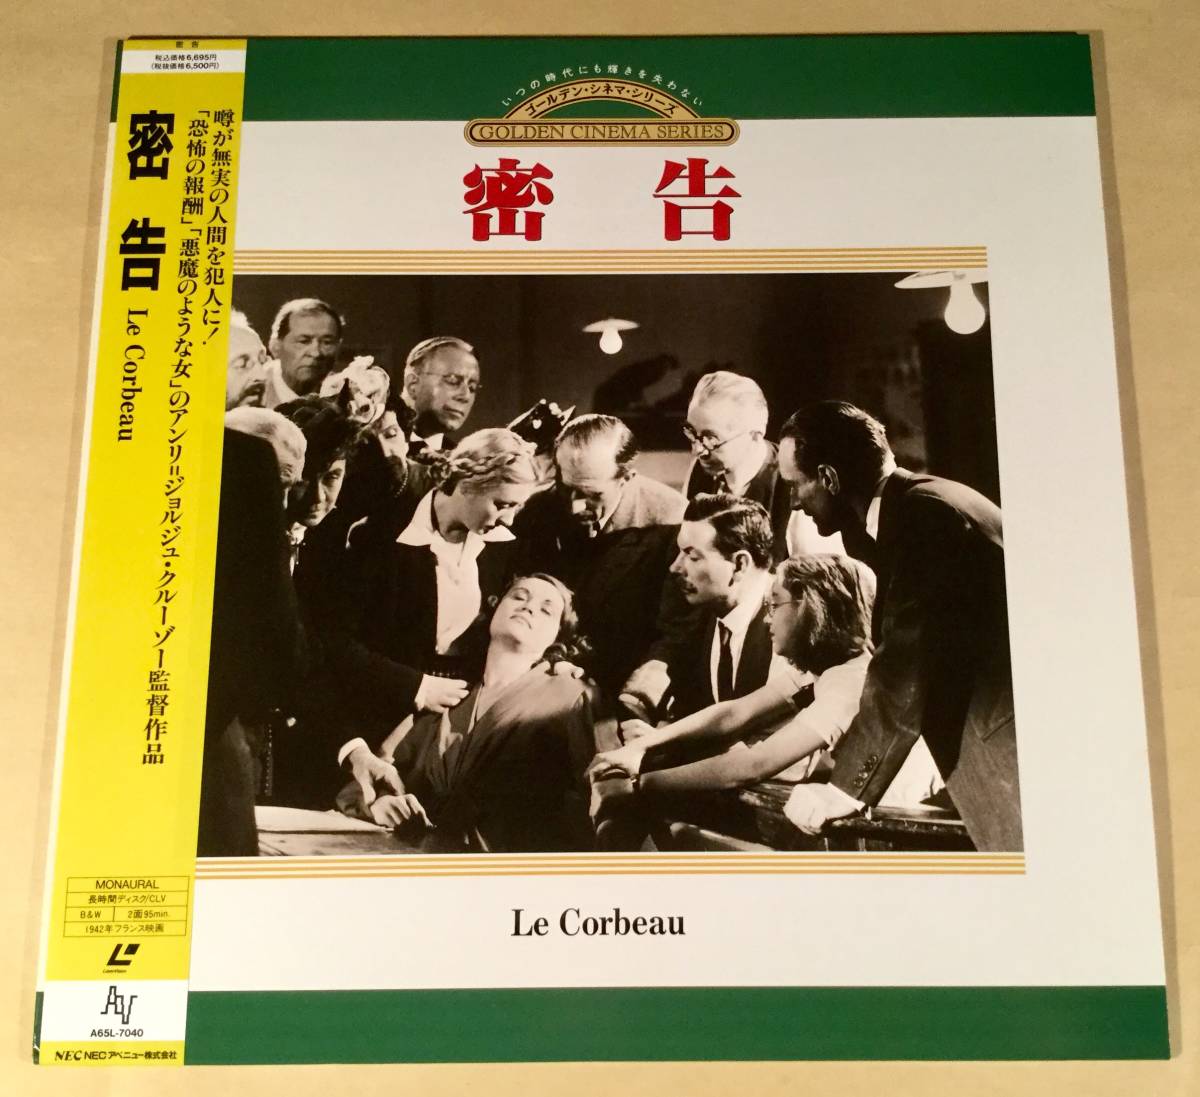 密告
税込価格6,695円
(税抜価格6,500円)
噂が無実の人間を犯人に!
「恐怖の報酬」「悪魔のような女」のアンリ=ジョルジュ・クルーゾー監督作品
密告 Le Corbeau
MONAURAL
長時間ディスク/CLV
B&W 2面95min.
1942年フランス映画
LaserVision
AV
A65L-7040
NEC NECアベニュー株式会社
いつの時代にも輝きを失わない
ゴールデン・シネマ・シリーズ
GOLDEN CINEMA SERIES
密告
Le Corbeau